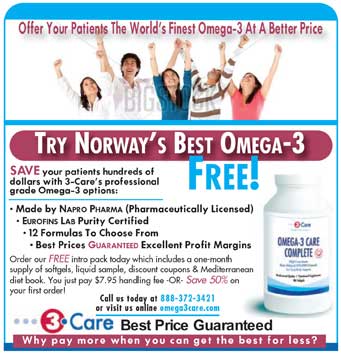 Offer Your Patients The World's Finest Omega-3 At A Better Price
BIGSTOCK
TRY NORWAY'S BEST OMEGA-3
FREE!
SAVE your patients hundreds of
dollars with 3-Care's professional
grade Omega-3 options:
• Made by NAPRO PHARMA (Pharmaceutically Licensed)
• EUROFINS LAB Purity Certified
• 12 Formulas To Choose From
• Best Prices GUARANTEED Excellent Profit Margins
Order our FREE intro pack today which includes a one-month
supply of softgels, liquid sample, discount coupons & Mediterranean
diet book. You just pay $7.95 handling fee -OR- Save 50% on
your first order!
Call us today at 888-372-3421
or visit us online omega3care.com
3 Care
OMEGA-3 CARE
COMPLETE
3 Care Best Price Guaranteed
Why pay more when you can get the best for less?